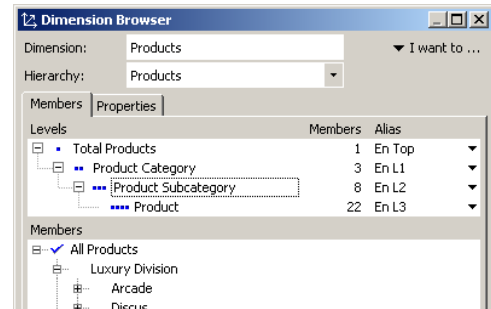 Dimension Browser
Dimension: Products I want to ...
Hierarchy: Products
Members Properties
Levels Members Alias
Total Products 1 En Top
Product Category 3 En L1
Product Subcategory 8 En L2
Product 22 En L3
Members
All Products
Luxury Division
Arcade
Discus